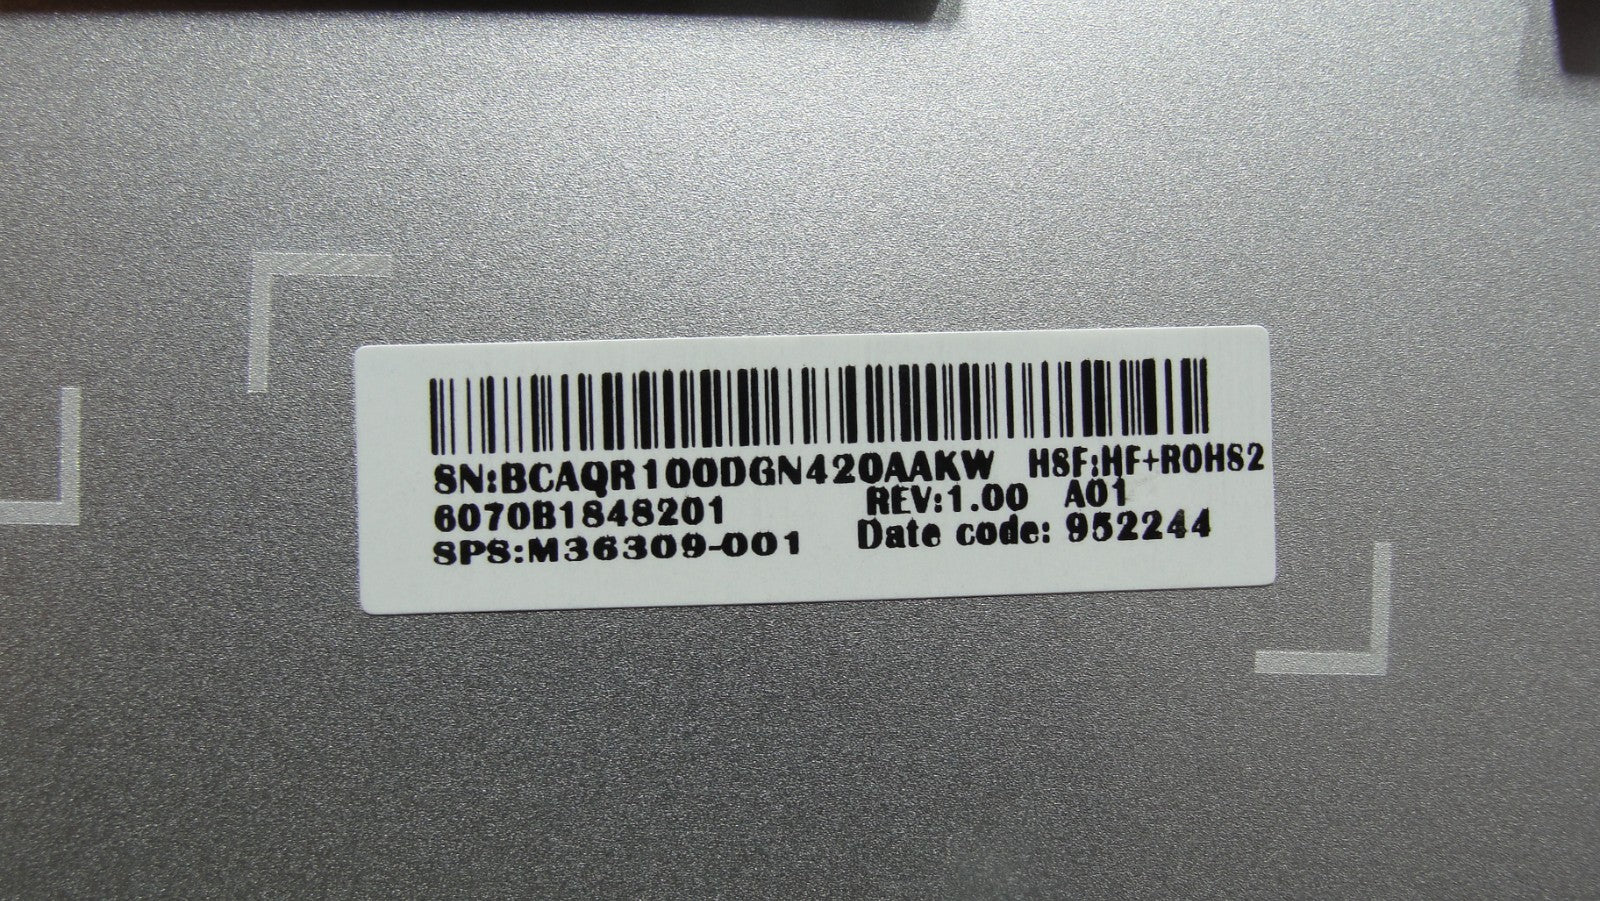 SN:BCAQR100DGN420AAKW HSF:HF+ROHS2
6070B1848201 REV:1.00 A01
SPS:M36309-001 Date code: 952244